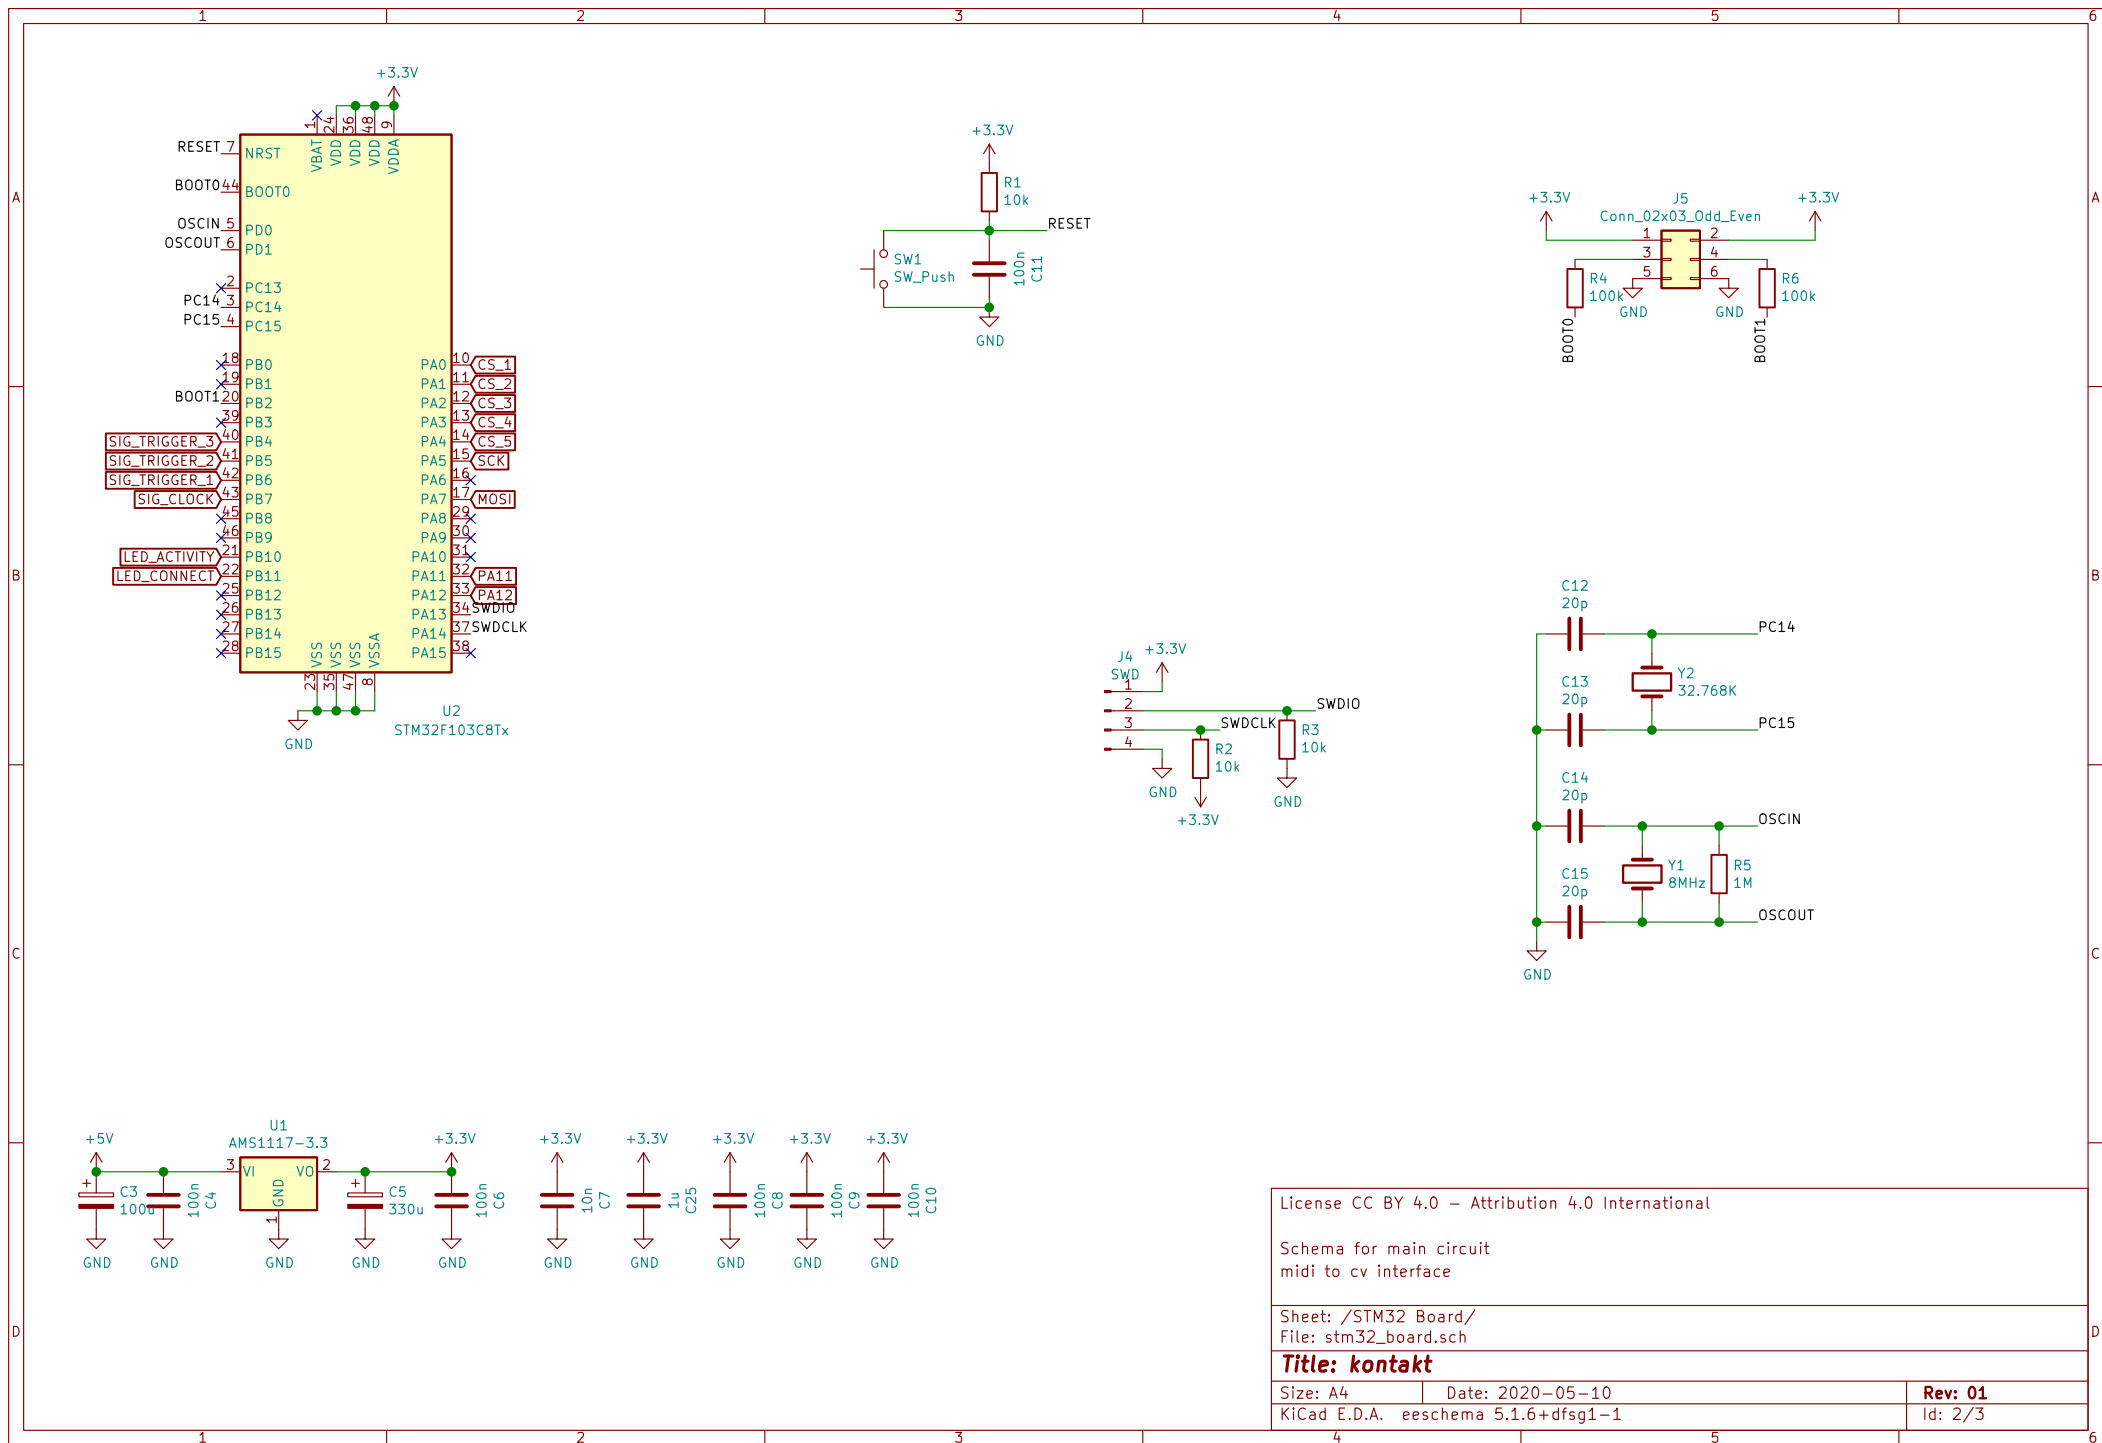 1 2 3 4 5 6
A
B
C
D
A
B
C
D
1 2 3 4 5 6
+3.3V
1 24 36 48 9
VBAT VDD VDD VDD VDDA
RESET 7 NRST
BOOT0 44 BOOT0
OSCIN 5 PD0
OSCOUT 6 PD1
2 PC13
PC14 3 PC14
PC15 4 PC15
18 PB0
19 PB1
BOOT1 20 PB2
39 PB3
SIG_TRIGGER_3 40 PB4
SIG_TRIGGER_2 41 PB5
SIG_TRIGGER_1 42 PB6
SIG_CLOCK 43 PB7
45 PB8
46 PB9
LED_ACTIVITY 21 PB10
LED_CONNECT 22 PB11
25 PB12
26 PB13
27 PB14
28 PB15
PA0 10 CS_1
PA1 11 CS_2
PA2 12 CS_3
PA3 13 CS_4
PA4 14 CS_5
PA5 15 SCK
PA6 16
PA7 17 MOSI
PA8 29
PA9 30
PA10 31
PA11 32 PA11
PA12 33 PA12
PA13 34 SWDIO
PA14 37 SWDCLK
PA15 38
VSS VSS VSS VSSA
23 35 47 8
GND
U2
STM32F103C8Tx
+3.3V
R1
10k
RESET
SW1
SW_Push
100n
C11
GND
+3.3V
J5
Conn_02x03_Odd_Even
+3.3V
1 2
3 4
5 6
R4
100k
GND
GND
R6
100k
BOOT0
BOOT1
J4
SWD
+3.3V
1
2
3
4
SWDIO
SWDCLK
R3
10k
R2
10k
GND
GND
+3.3V
C12
20p
PC14
Y2
32.768K
C13
20p
PC15
C14
20p
OSCIN
Y1
8MHz
R5
1M
C15
20p
OSCOUT
GND
+5V
+
C3
100u
100n
C4
U1
AMS1117-3.3
3 VI VO 2
GND
1
+3.3V
+
C5
330u
100n
C6
+3.3V
10n
C7
+3.3V
1u
C25
+3.3V
100n
C8
+3.3V
100n
C9
+3.3V
100n
C10
GND GND GND GND GND GND GND GND GND GND
License CC BY 4.0 - Attribution 4.0 International
Schema for main circuit
midi to cv interface
Sheet: /STM32 Board/
File: stm32_board.sch
Title: kontakt
Size: A4 Date: 2020-05-10 Rev: 01
KiCad E.D.A. eeschema 5.1.6+dfsg1-1 Id: 2/3